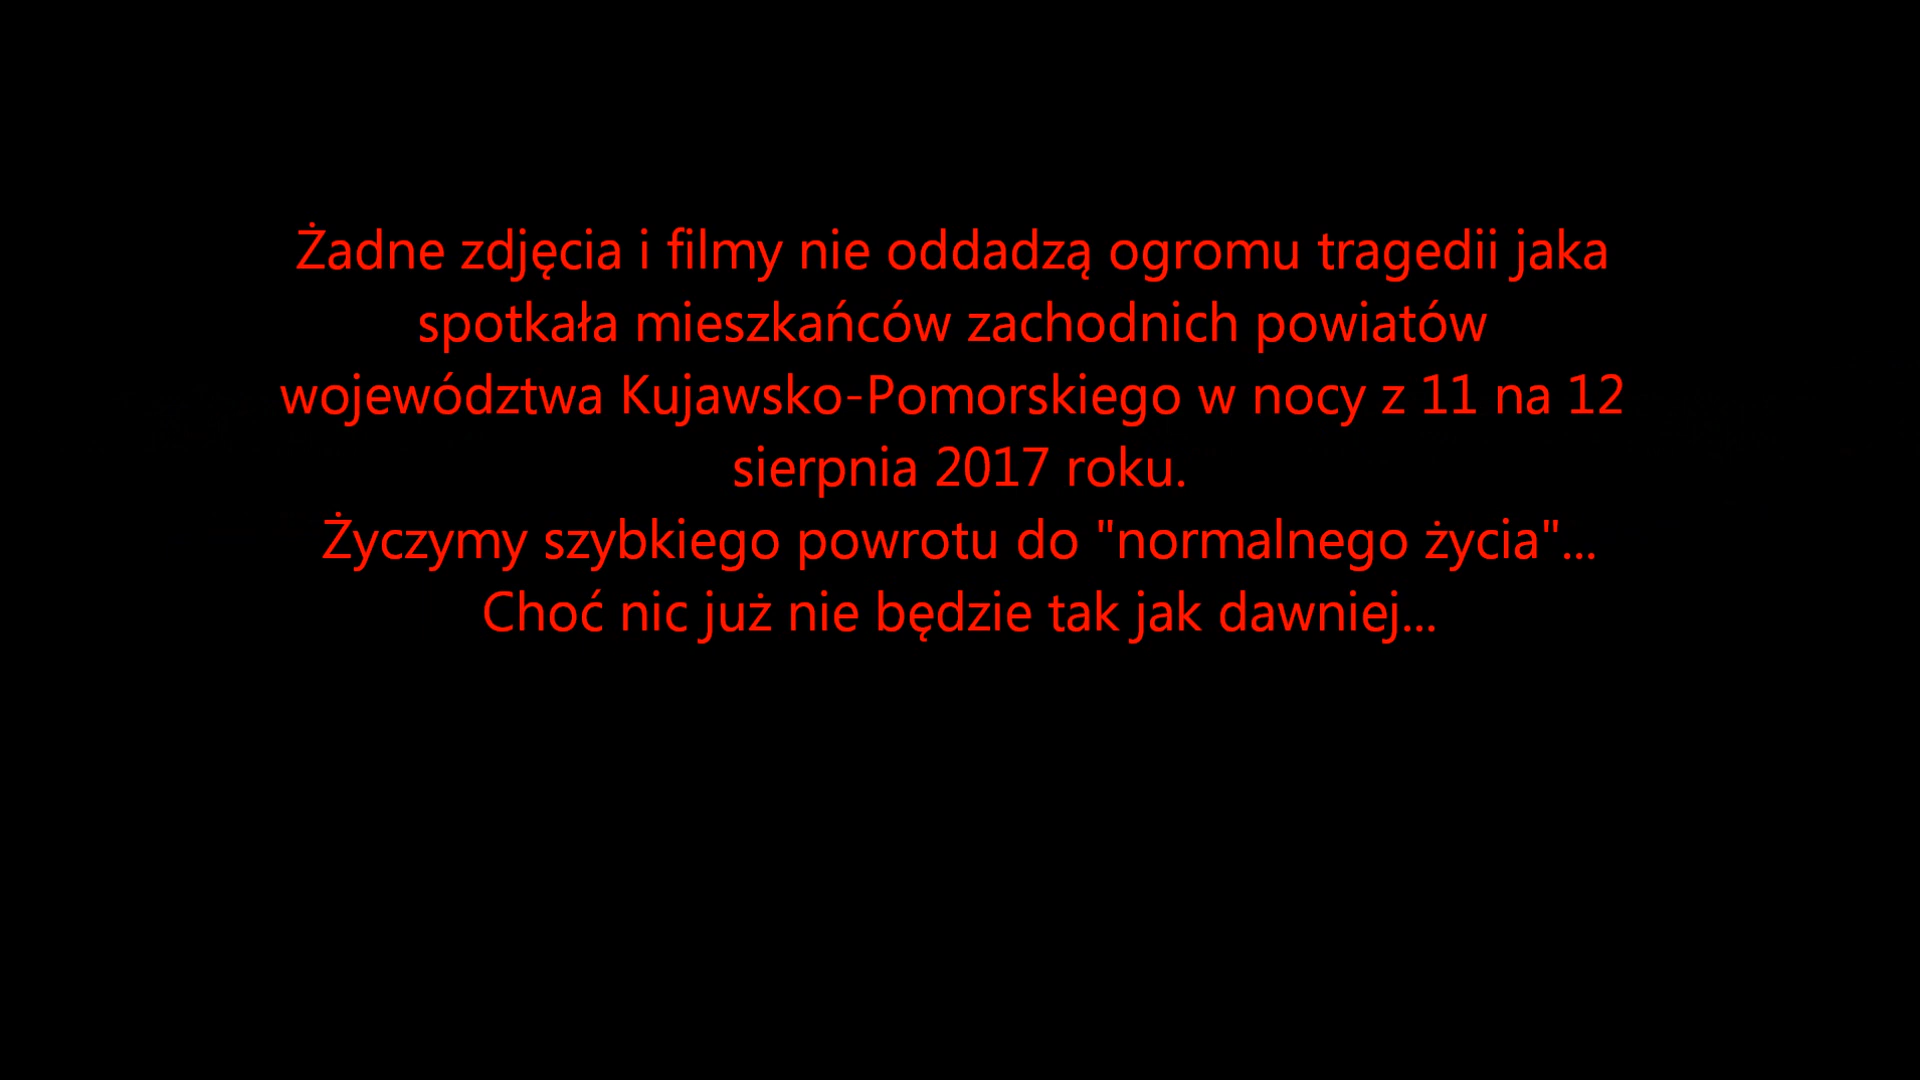 Żadne zdjęcia i filmy nie oddadzą ogromu tragedii jaka
spotkała mieszkańców zachodnich powiatów
województwa Kujawsko-Pomorskiego w nocy z 11 na 12
sierpnia 2017 roku.
Życzymy szybkiego powrotu do "normalnego życia"...
Choć nic już nie będzie tak jak dawniej...